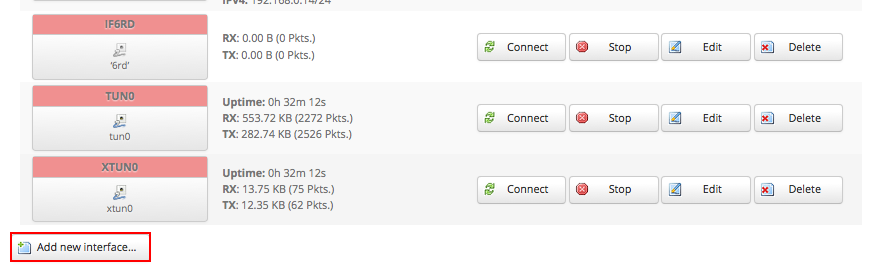 IPv4: 192.168.0.14/24
IF6RD
'6rd'
RX: 0.00 B (0 Pkts.)
TX: 0.00 B (0 Pkts.)
Connect
Stop
Edit
Delete
TUN0
tun0
Uptime: 0h 32m 12s
RX: 553.72 KB (2272 Pkts.)
TX: 282.74 KB (2526 Pkts.)
Connect
Stop
Edit
Delete
XTUN0
xtun0
Uptime: 0h 32m 12s
RX: 13.75 KB (75 Pkts.)
TX: 12.35 KB (62 Pkts.)
Connect
Stop
Edit
Delete
Add new interface...